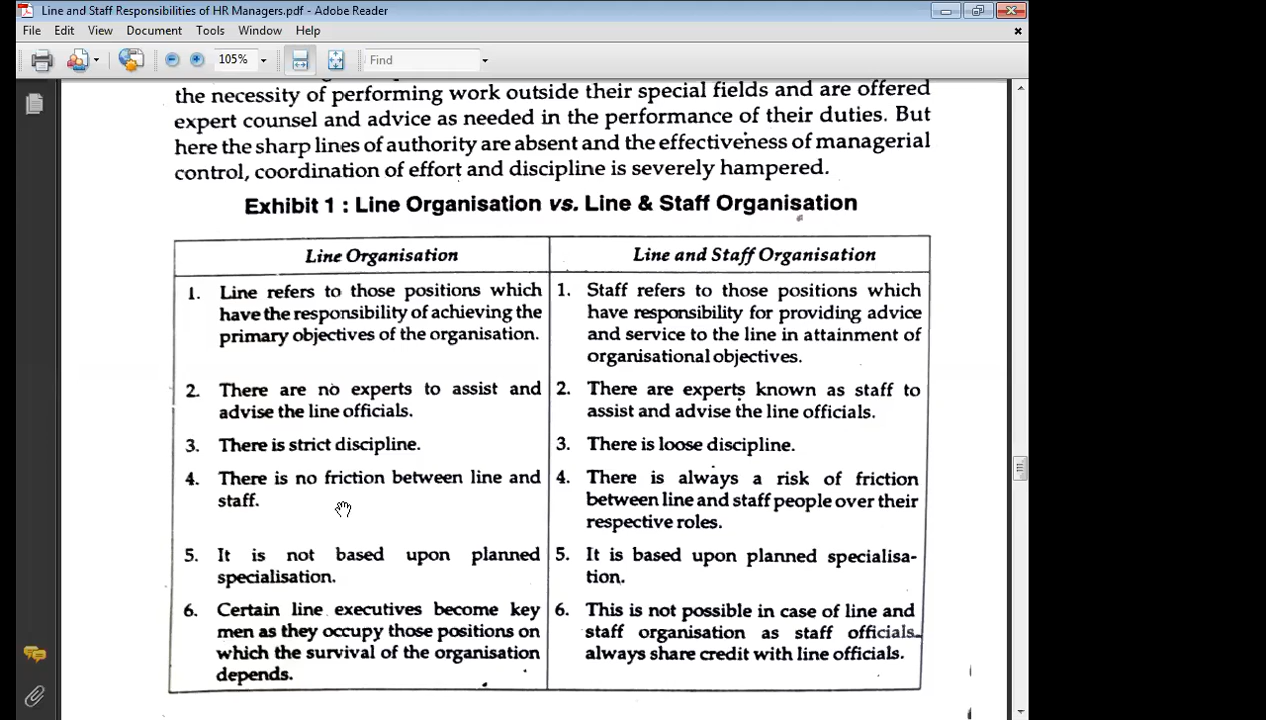 Line and Staff Responsibilities of HR Managers.pdf - Adobe Reader
File Edit View Document Tools Window Help
105% Find
the necessity of performing work outside their special fields and are offered
expert counsel and advice as needed in the performance of their duties. But
here the sharp lines of authority are absent and the effectiveness of managerial
control, coordination of effort and discipline is severely hampered.
Exhibit 1 : Line Organisation vs. Line & Staff Organisation
Line Organisation
1. Line refers to those positions which
have the responsibility of achieving the
primary objectives of the organisation.
2. There are no experts to assist and
advise the line officials.
3. There is strict discipline.
4. There is no friction between line and
staff.
5. It is not based upon planned
specialisation.
6. Certain line executives become key
men as they occupy those positions on
which the survival of the organisation
depends.
Line and Staff Organisation
1. Staff refers to those positions which
have responsibility for providing advice
and service to the line in attainment of
organisational objectives.
2. There are experts known as staff to
assist and advise the line officials.
3. There is loose discipline.
4. There is always a risk of friction
between line and staff people over their
respective roles.
5. It is based upon planned specialisa-
tion.
6. This is not possible in case of line and
staff organisation as staff officials
always share credit with line officials.